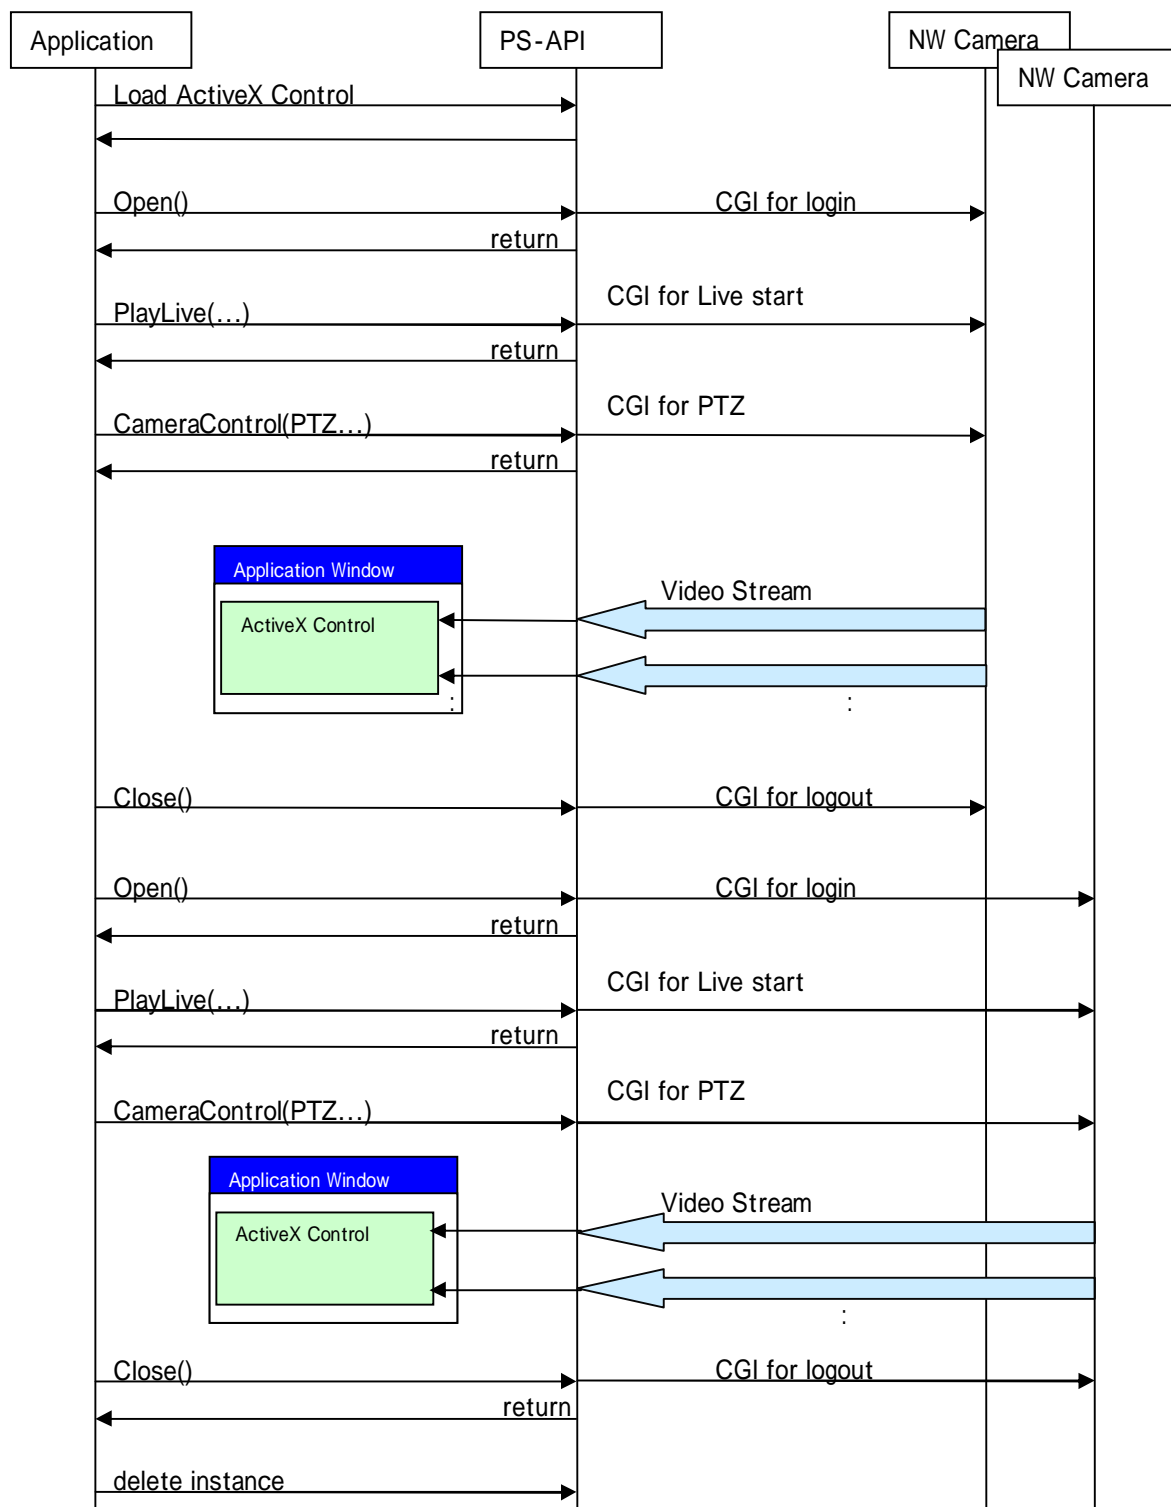 Application
PS-API
NW Camera
NW Camera
Load ActiveX Control
Open()
CGI for login
return
CGI for Live start
PlayLive(...)
return
CGI for PTZ
CameraControl(PTZ...)
return
Application Window
Video Stream
ActiveX Control
:
:
Close()
CGI for logout
Open()
CGI for login
return
CGI for Live start
PlayLive(...)
return
CGI for PTZ
CameraControl(PTZ...)
Application Window
Video Stream
ActiveX Control
:
Close()
CGI for logout
return
delete instance